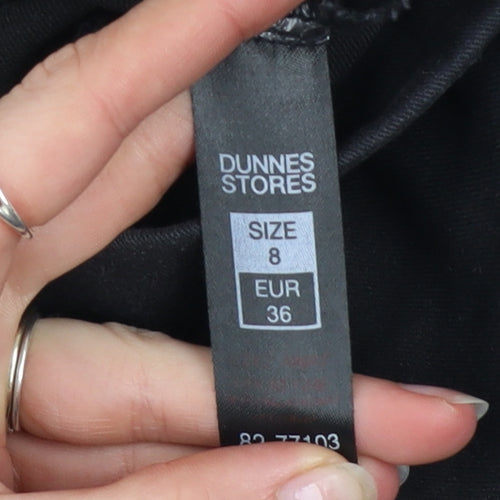 DUNNES
STORES
SIZE
8
EUR
36
82-77103